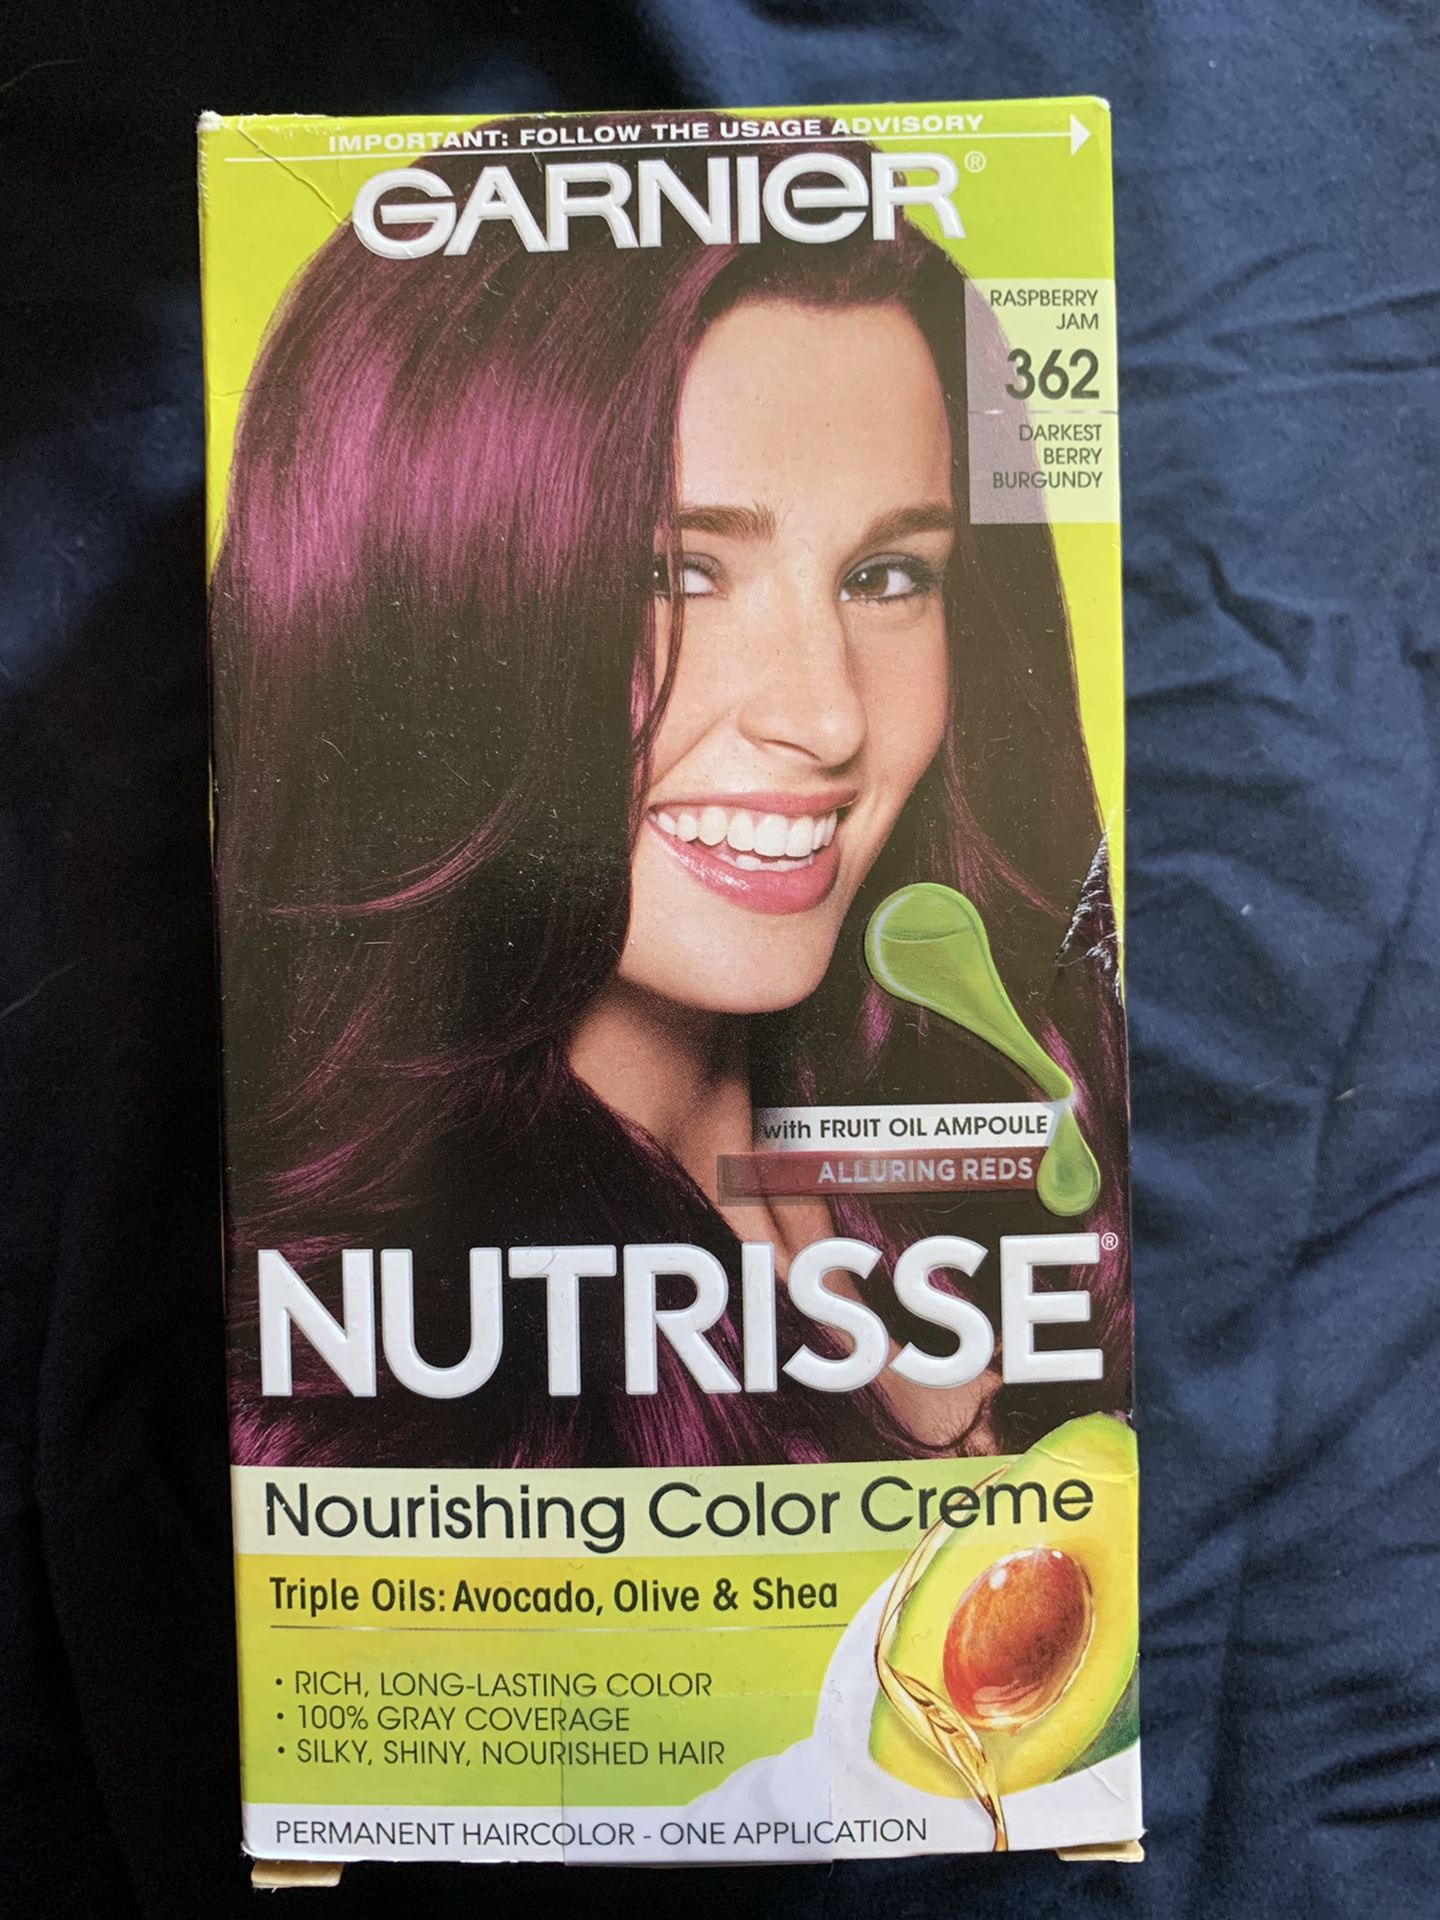 IMPORTANT: FOLLOW THE USAGE ADVISORY
GARNIER®
RASPBERRY
JAM
362
DARKEST
BERRY
BURGUNDY
with FRUIT OIL AMPOULE
ALLURING REDS
NUTRISSE®
Nourishing Color Creme
Triple Oils: Avocado, Olive & Shea
• RICH, LONG-LASTING COLOR
• 100% GRAY COVERAGE
• SILKY, SHINY, NOURISHED HAIR
PERMANENT HAIRCOLOR - ONE APPLICATION